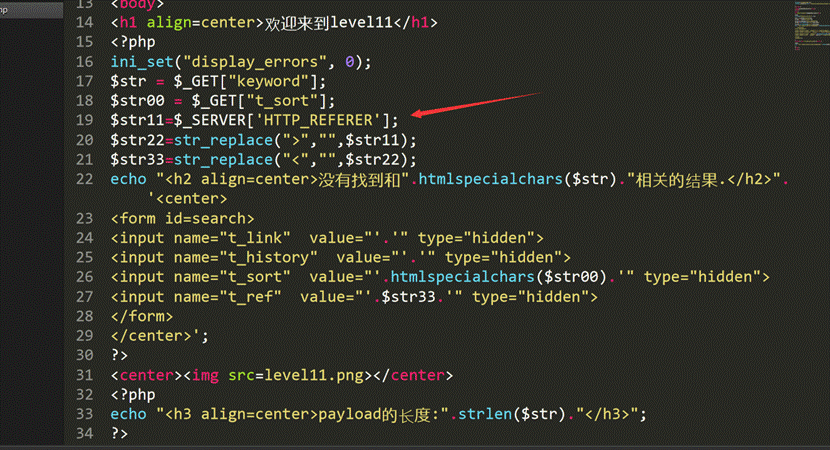 hp
13 <body>
14 <h1 align=center>欢迎来到level11</h1>
15 <?php
16 ini_set("display_errors", 0);
17 $str = $_GET["keyword"];
18 $str00 = $_GET["t_sort"];
19 $str11=$_SERVER['HTTP_REFERER'];
20 $str22=str_replace(">","",$str11);
21 $str33=str_replace("<","",$str22);
22 echo "<h2 align=center>没有找到和".htmlspecialchars($str)."相关的结果.</h2>".
'<center>
23 <form id=search>
24 <input name="t_link"  value="'.'" type="hidden">
25 <input name="t_history"  value="'.'" type="hidden">
26 <input name="t_sort"  value="'.htmlspecialchars($str00).'" type="hidden">
27 <input name="t_ref"  value="'.$str33.'" type="hidden">
28 </form>
29 </center>';
30 ?>
31 <center><img src=level11.png></center>
32 <?php
33 echo "<h3 align=center>payload的长度:".strlen($str)."</h3>";
34 ?>